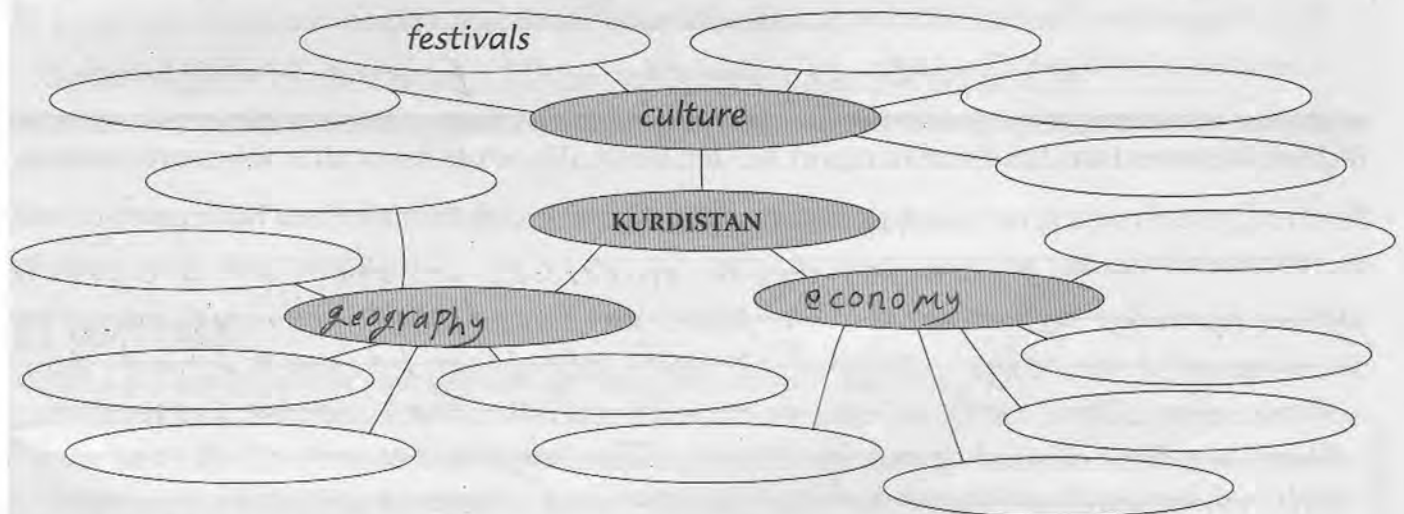 festivals
culture
KURDISTAN
geography
economy